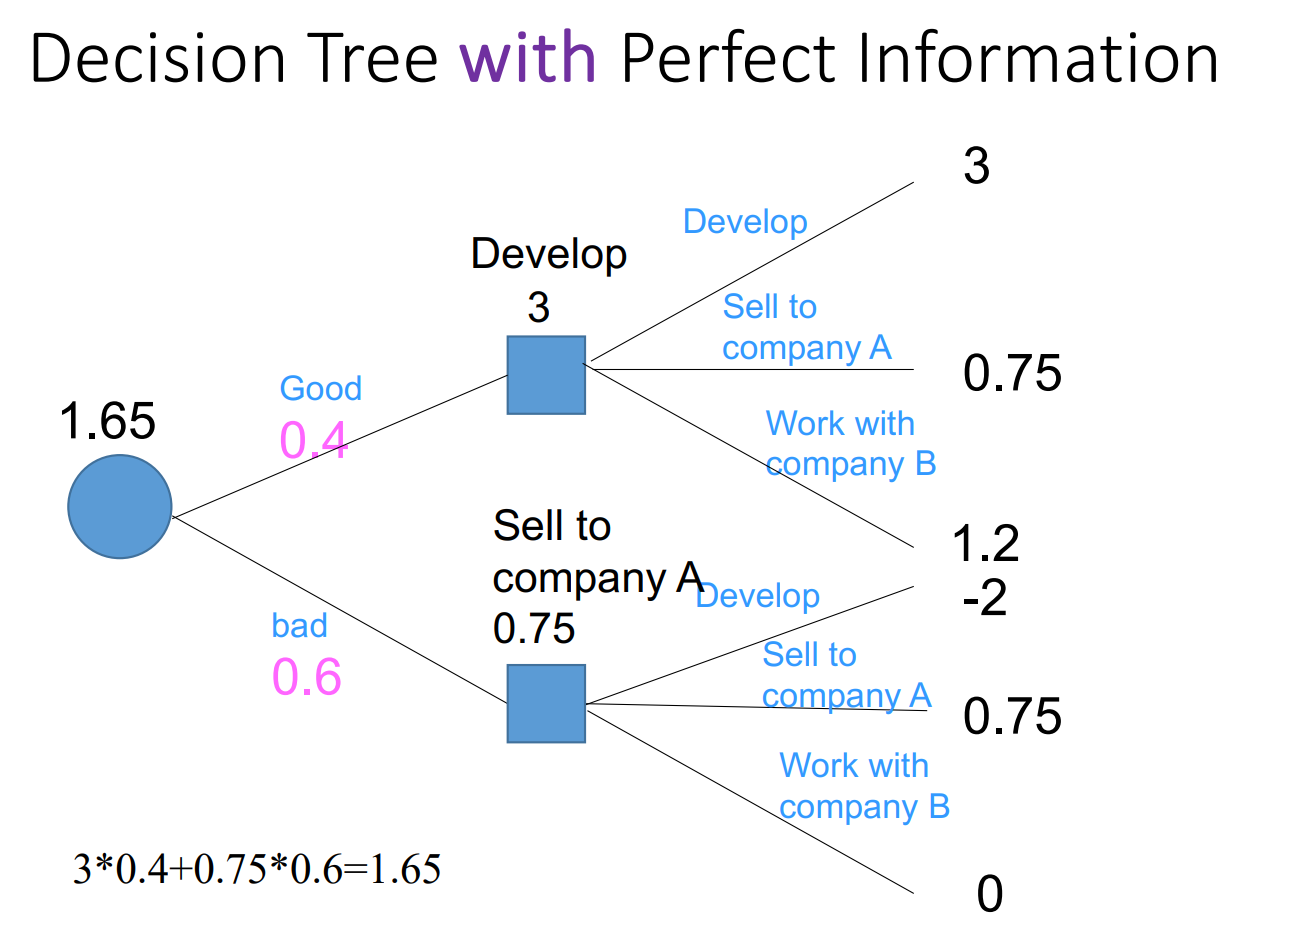 Decision Tree with Perfect Information
3
Develop
Develop
3
Sell to
company A
0.75
Good
0.4
1.65
Work with
company B
1.2
Sell to
company A
0.75
Develop
-2
bad
0.6
Sell to
company A
0.75
Work with
company B
0
3*0.4+0.75*0.6=1.65